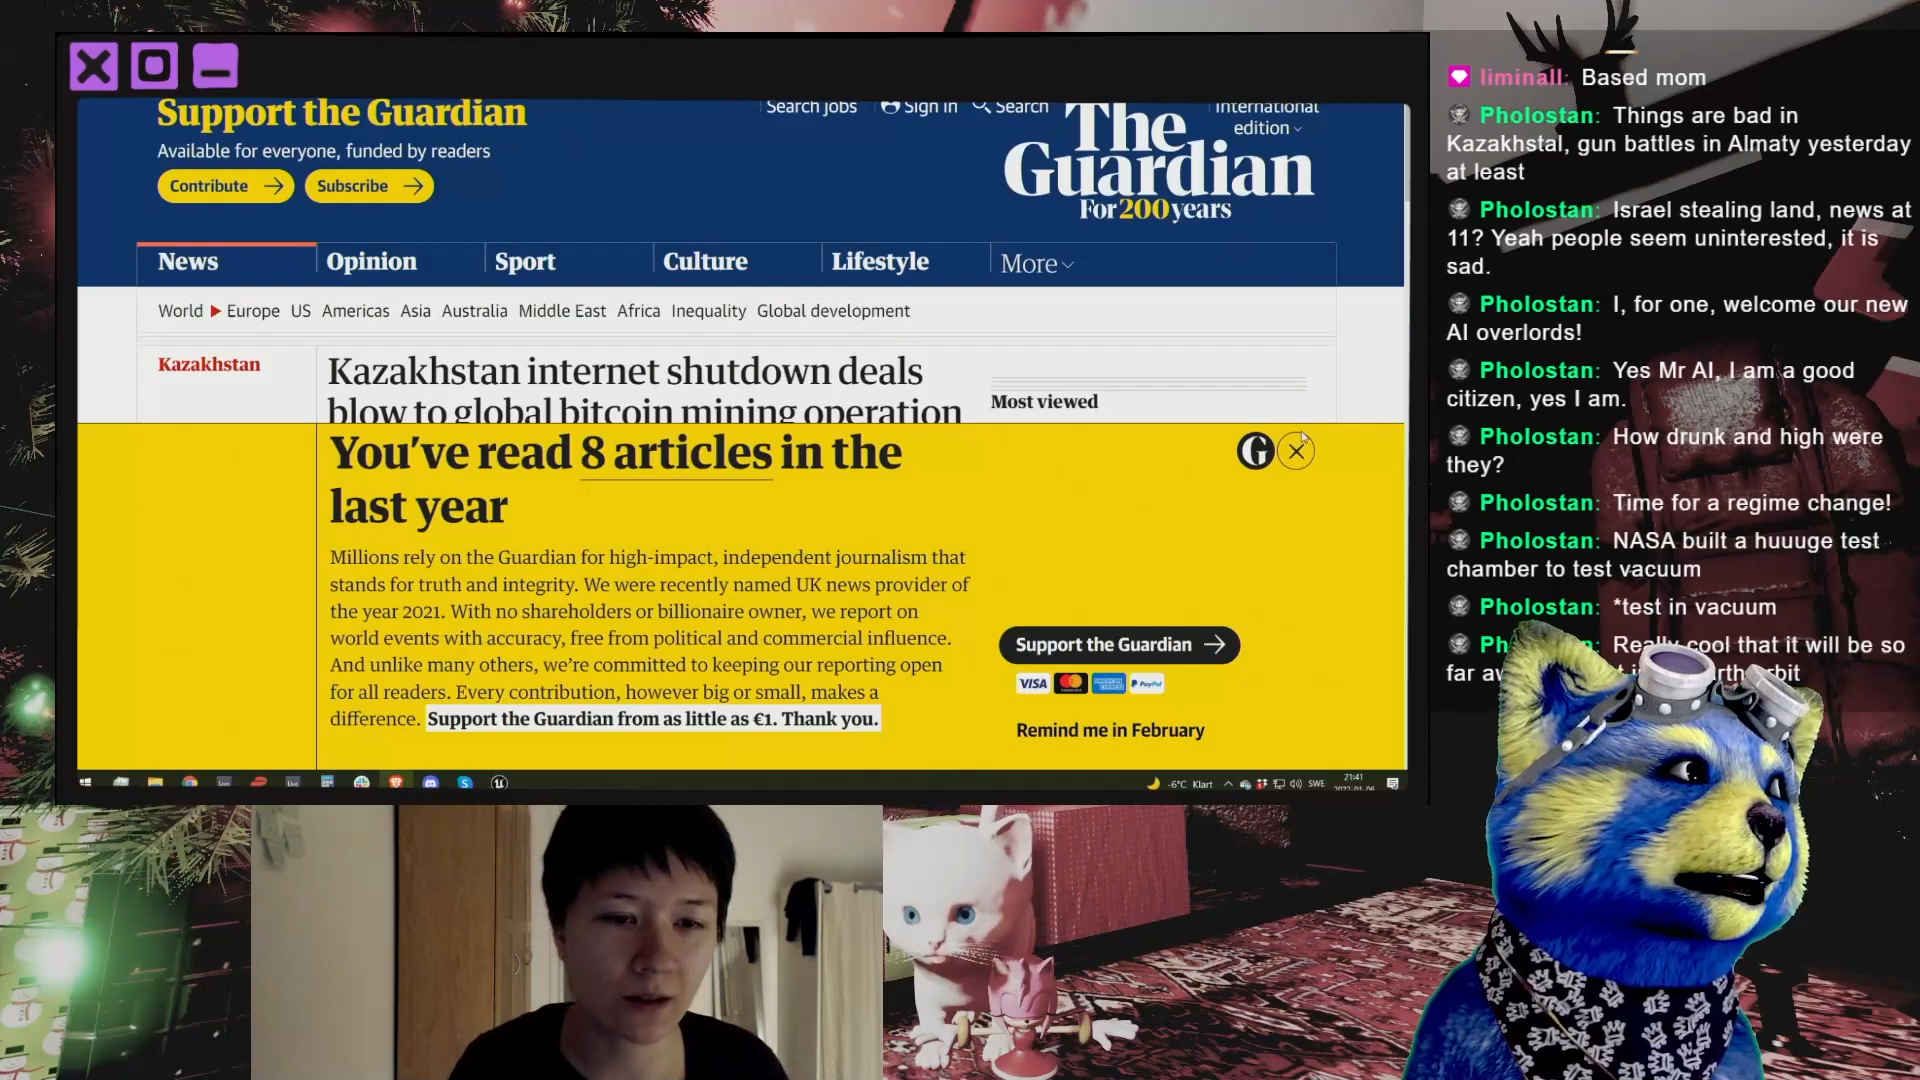 Support the Guardian
Available for everyone, funded by readers
Contribute
Subscribe
Search jobs
Sign in
Search
International
edition
The
Guardian
For 200 years
News
Opinion
Sport
Culture
Lifestyle
More
World
Europe
US
Americas
Asia
Australia
Middle East
Africa
Inequality
Global development
Kazakhstan
Kazakhstan internet shutdown deals
blow to global bitcoin mining operation
Most viewed
You've read 8 articles in the
last year
Millions rely on the Guardian for high-impact, independent journalism that
stands for truth and integrity. We were recently named UK news provider of
the year 2021. With no shareholders or billionaire owner, we report on
world events with accuracy, free from political and commercial influence.
And unlike many others, we're committed to keeping our reporting open
for all readers. Every contribution, however big or small, makes a
difference. Support the Guardian from as little as €1. Thank you.
G
Support the Guardian
VISA
PayPal
Remind me in February
-6°C Klart
SWE
21:41
2022-01-06
liminall: Based mom
Pholostan: Things are bad in
Kazakhstal, gun battles in Almaty yesterday
at least
Pholostan: Israel stealing land, news at
11? Yeah people seem uninterested, it is
sad.
Pholostan: I, for one, welcome our new
AI overlords!
Pholostan: Yes Mr AI, I am a good
citizen, yes I am.
Pholostan: How drunk and high were
they?
Pholostan: Time for a regime change!
Pholostan: NASA built a huuuge test
chamber to test vacuum
Pholostan: *test in vacuum
Really cool that it will be so
far